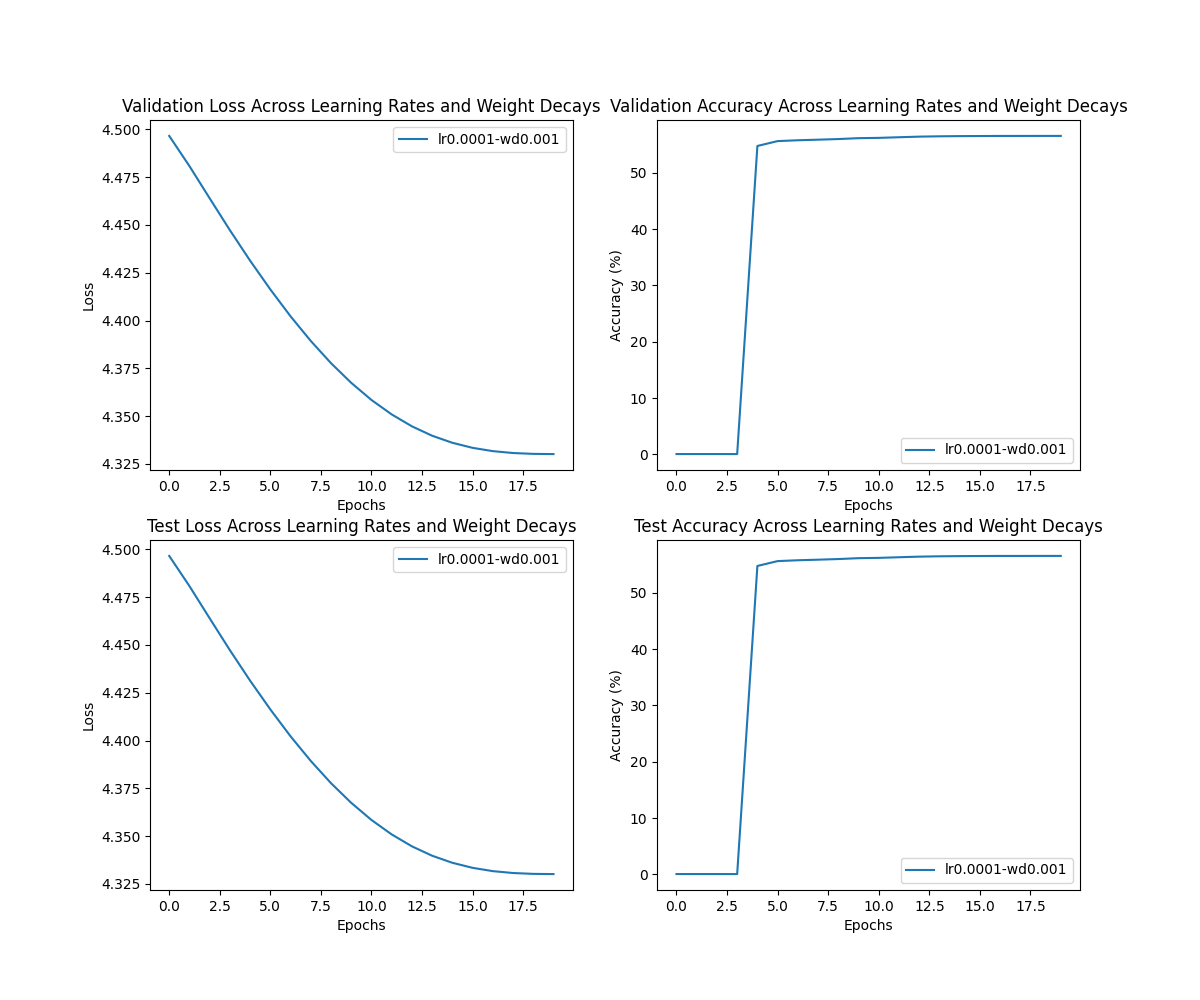 Validation Loss Across Learning Rates and Weight Decays
4.500
4.475
4.450
4.425
4.400
4.375
4.350
4.325
Loss
lr0.0001-wd0.001
0.0 2.5 5.0 7.5 10.0 12.5 15.0 17.5
Epochs
Validation Accuracy Across Learning Rates and Weight Decays
50
40
30
20
10
0
Accuracy (%)
lr0.0001-wd0.001
0.0 2.5 5.0 7.5 10.0 12.5 15.0 17.5
Epochs
Test Loss Across Learning Rates and Weight Decays
4.500
4.475
4.450
4.425
4.400
4.375
4.350
4.325
Loss
lr0.0001-wd0.001
0.0 2.5 5.0 7.5 10.0 12.5 15.0 17.5
Epochs
Test Accuracy Across Learning Rates and Weight Decays
50
40
30
20
10
0
Accuracy (%)
lr0.0001-wd0.001
0.0 2.5 5.0 7.5 10.0 12.5 15.0 17.5
Epochs